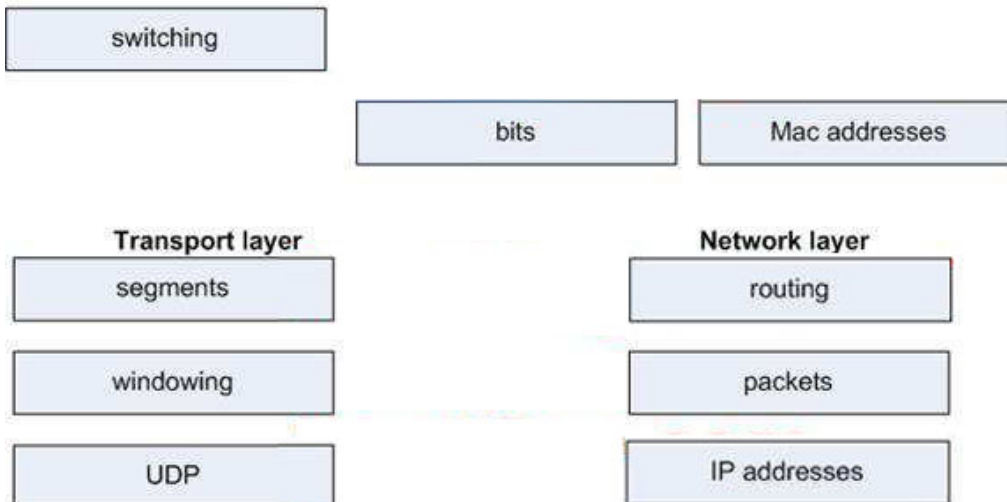 switching
bits
Mac addresses
Transport layer
Network layer
segments
routing
windowing
packets
UDP
IP addresses